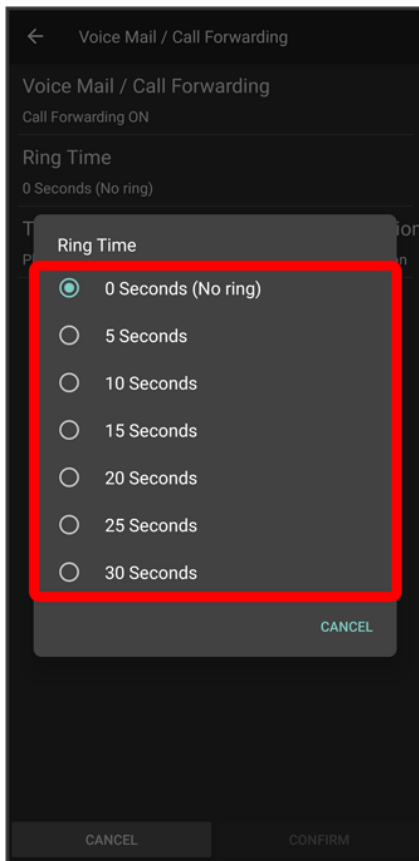 Voice Mail / Call Forwarding
Voice Mail / Call Forwarding
Call Forwarding ON
Ring Time
0 Seconds (No ring)
Ring Time
0 Seconds (No ring)
5 Seconds
10 Seconds
15 Seconds
20 Seconds
25 Seconds
30 Seconds
CANCEL
CANCEL CONFIRM